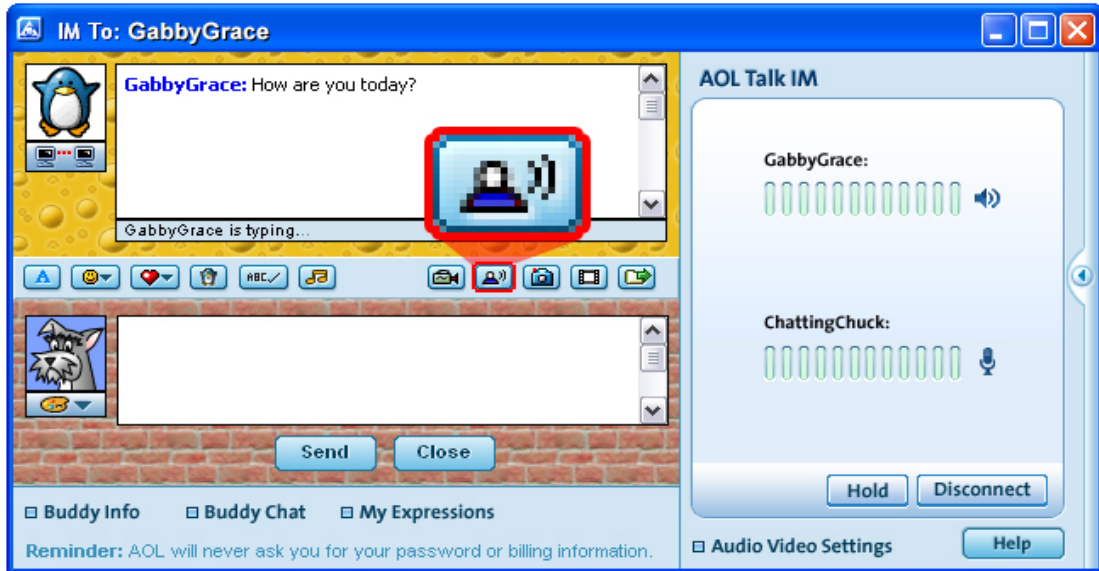 IM To: GabbyGrace
GabbyGrace: How are you today?
GabbyGrace is typing...
A
ABC
Send Close
Buddy Info Buddy Chat My Expressions
Reminder: AOL will never ask you for your password or billing information.
AOL Talk IM
GabbyGrace:
ChattingChuck:
Hold Disconnect
Audio Video Settings Help